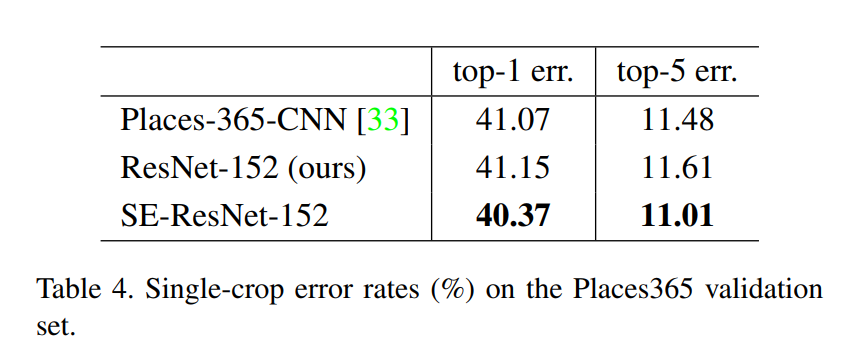 top-1 err. top-5 err.
Places-365-CNN [33] 41.07 11.48
ResNet-152 (ours) 41.15 11.61
SE-ResNet-152 40.37 11.01
Table 4. Single-crop error rates (%) on the Places365 validation
set.